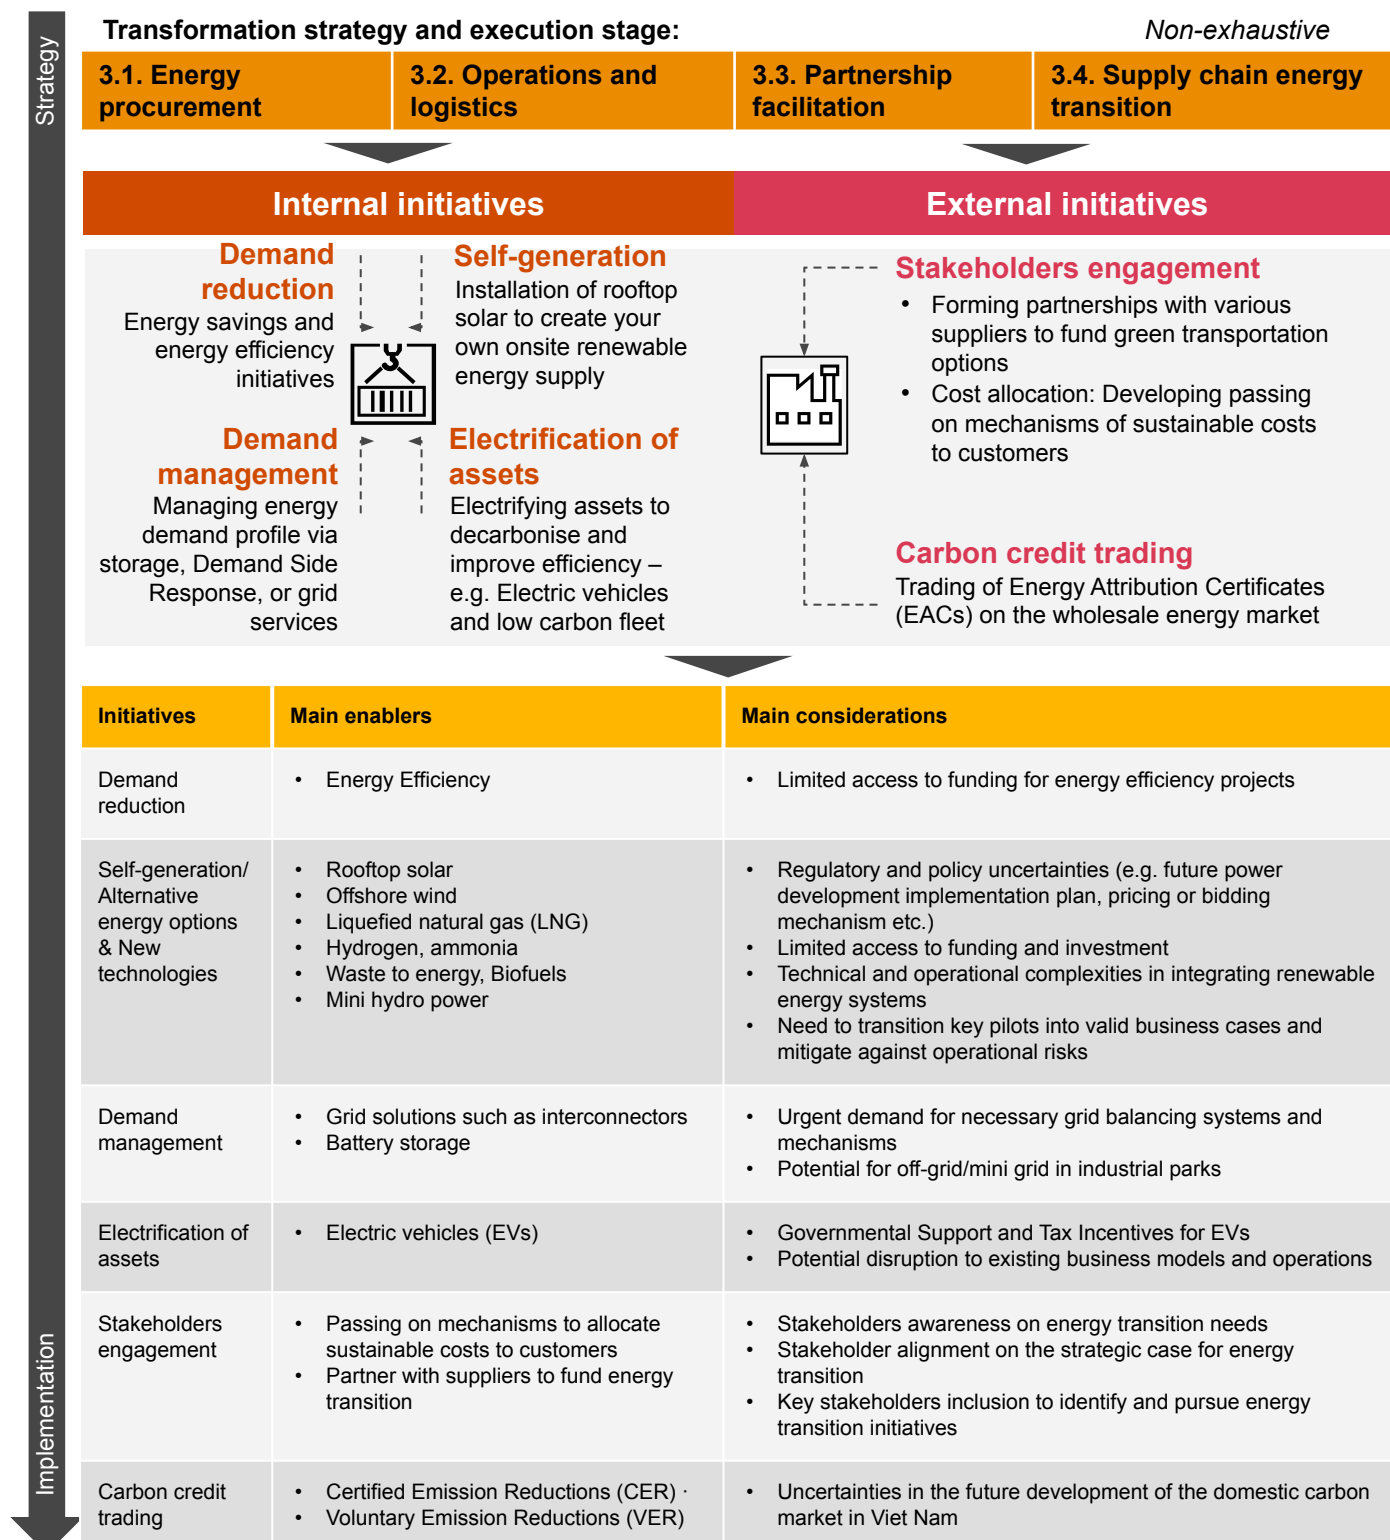 Strategy
Transformation strategy and execution stage:
Non-exhaustive
3.1. Energy
procurement
3.2. Operations and
logistics
3.3. Partnership
facilitation
3.4. Supply chain energy
transition
Internal initiatives
External initiatives
Demand
reduction
Energy savings and
energy efficiency
initiatives
Self-generation
Installation of rooftop
solar to create your
own onsite renewable
energy supply
Demand
management
Managing energy
demand profile via
storage, Demand Side
Response, or grid
services
Electrification of
assets
Electrifying assets to
decarbonise and
improve efficiency –
e.g. Electric vehicles
and low carbon fleet
Stakeholders engagement
• Forming partnerships with various
suppliers to fund green transportation
options
• Cost allocation: Developing passing
on mechanisms of sustainable costs
to customers
Carbon credit trading
Trading of Energy Attribution Certificates
(EACs) on the wholesale energy market
Initiatives
Main enablers
Main considerations
Demand
reduction
• Energy Efficiency
• Limited access to funding for energy efficiency projects
Self-generation/
Alternative
energy options
& New
technologies
• Rooftop solar
• Offshore wind
• Liquefied natural gas (LNG)
• Hydrogen, ammonia
• Waste to energy, Biofuels
• Mini hydro power
• Regulatory and policy uncertainties (e.g. future power
development implementation plan, pricing or bidding
mechanism etc.)
• Limited access to funding and investment
• Technical and operational complexities in integrating renewable
energy systems
• Need to transition key pilots into valid business cases and
mitigate against operational risks
Demand
management
• Grid solutions such as interconnectors
• Battery storage
• Urgent demand for necessary grid balancing systems and
mechanisms
• Potential for off-grid/mini grid in industrial parks
Electrification of
assets
• Electric vehicles (EVs)
• Governmental Support and Tax Incentives for EVs
• Potential disruption to existing business models and operations
Stakeholders
engagement
• Passing on mechanisms to allocate
sustainable costs to customers
• Partner with suppliers to fund energy
transition
• Stakeholders awareness on energy transition needs
• Stakeholder alignment on the strategic case for energy
transition
• Key stakeholders inclusion to identify and pursue energy
transition initiatives
Carbon credit
trading
• Certified Emission Reductions (CER) ·
• Voluntary Emission Reductions (VER)
• Uncertainties in the future development of the domestic carbon
market in Viet Nam
Implementation